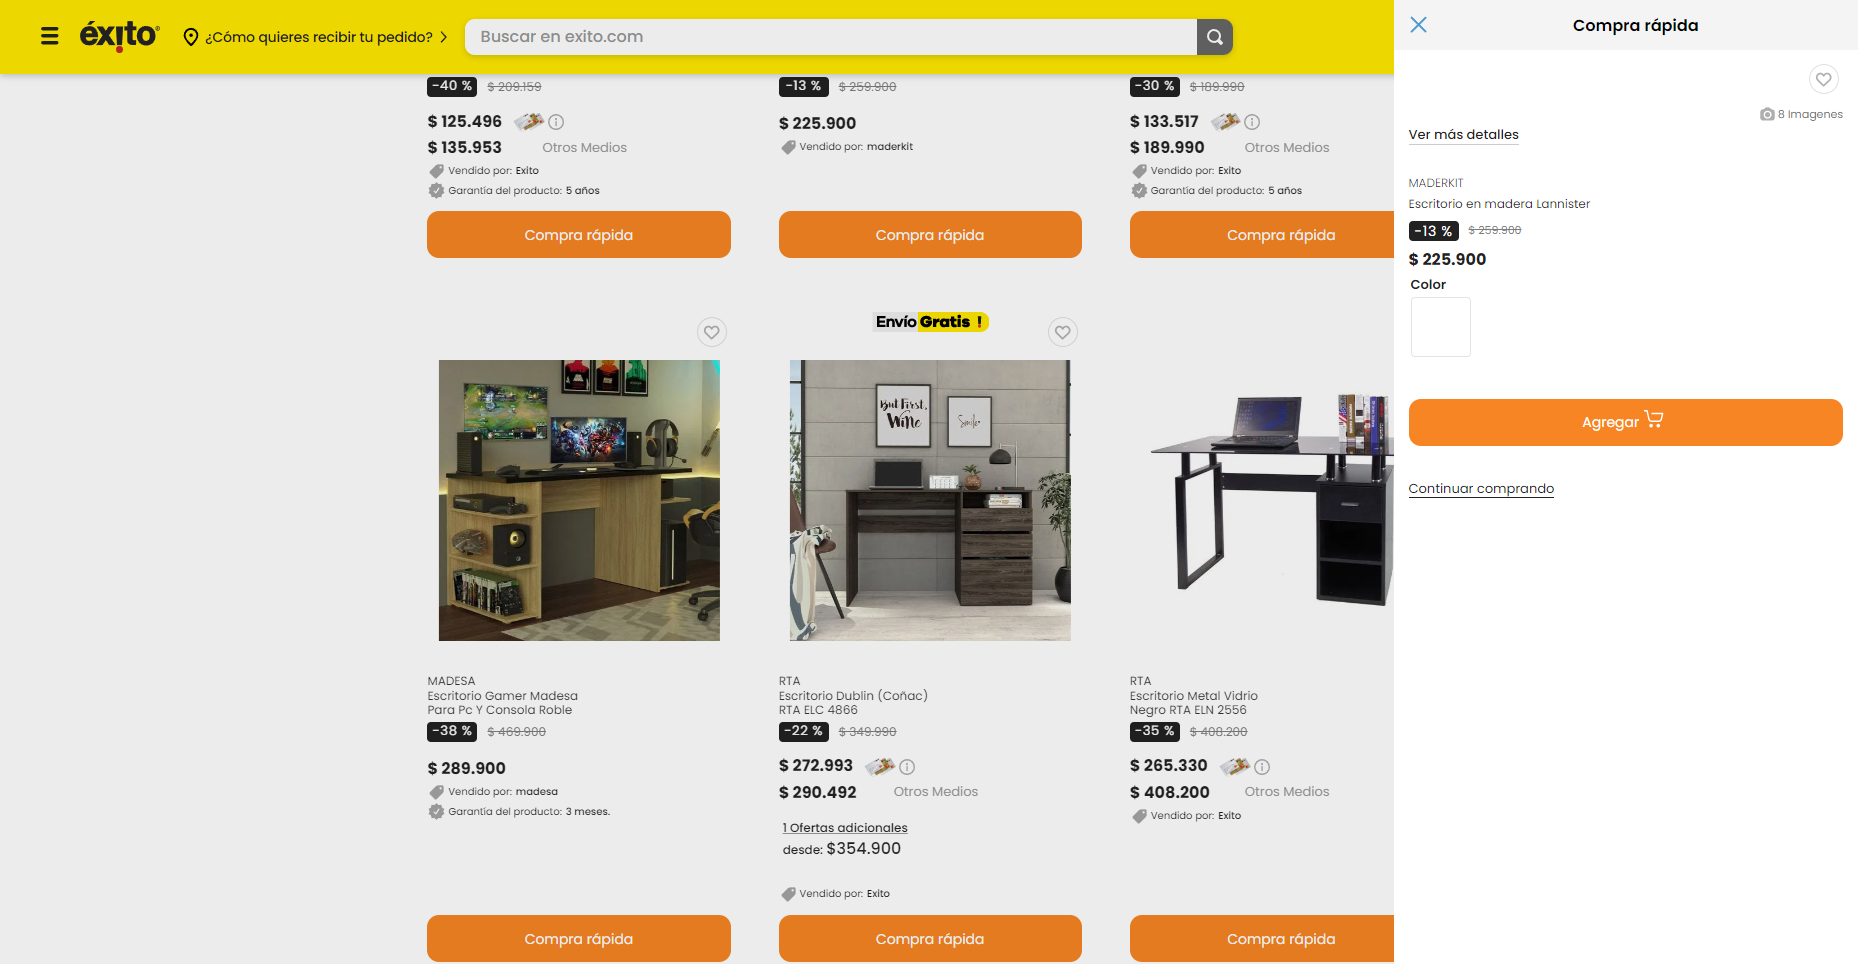 éxito
¿Cómo quieres recibir tu pedido?
Buscar en exito.com
-40 % $ 209.159
$ 125.496
$ 135.953 Otros Medios
Vendido por: Exito
Garantía del producto: 5 años
Compra rápida
-13 % $ 259.900
$ 225.900
Vendido por: maderkit
Compra rápida
-30 % $ 189.990
$ 133.517
$ 189.990 Otros Medios
Vendido por: Exito
Garantía del producto: 5 años
Compra rápida
MADESA
Escritorio Gamer Madesa
Para Pc Y Consola Roble
-38 % $ 469.900
$ 289.900
Vendido por: madesa
Garantía del producto: 3 meses.
Compra rápida
Envío Gratis !
But First,
Wine
Smile
RTA
Escritorio Dublin (Coñac)
RTA ELC 4866
-22 % $ 349.990
$ 272.993
$ 290.492 Otros Medios
1 Ofertas adicionales
desde: $354.900
Vendido por: Exito
Compra rápida
RTA
Escritorio Metal Vidrio
Negro RTA ELN 2556
-35 % $ 408.200
$ 265.330
$ 408.200 Otros Medios
Vendido por: Exito
Compra rápida
Compra rápida
8 Imagenes
Ver más detalles
MADERKIT
Escritorio en madera Lannister
-13 % $ 259.900
$ 225.900
Color
Agregar
Continuar comprando